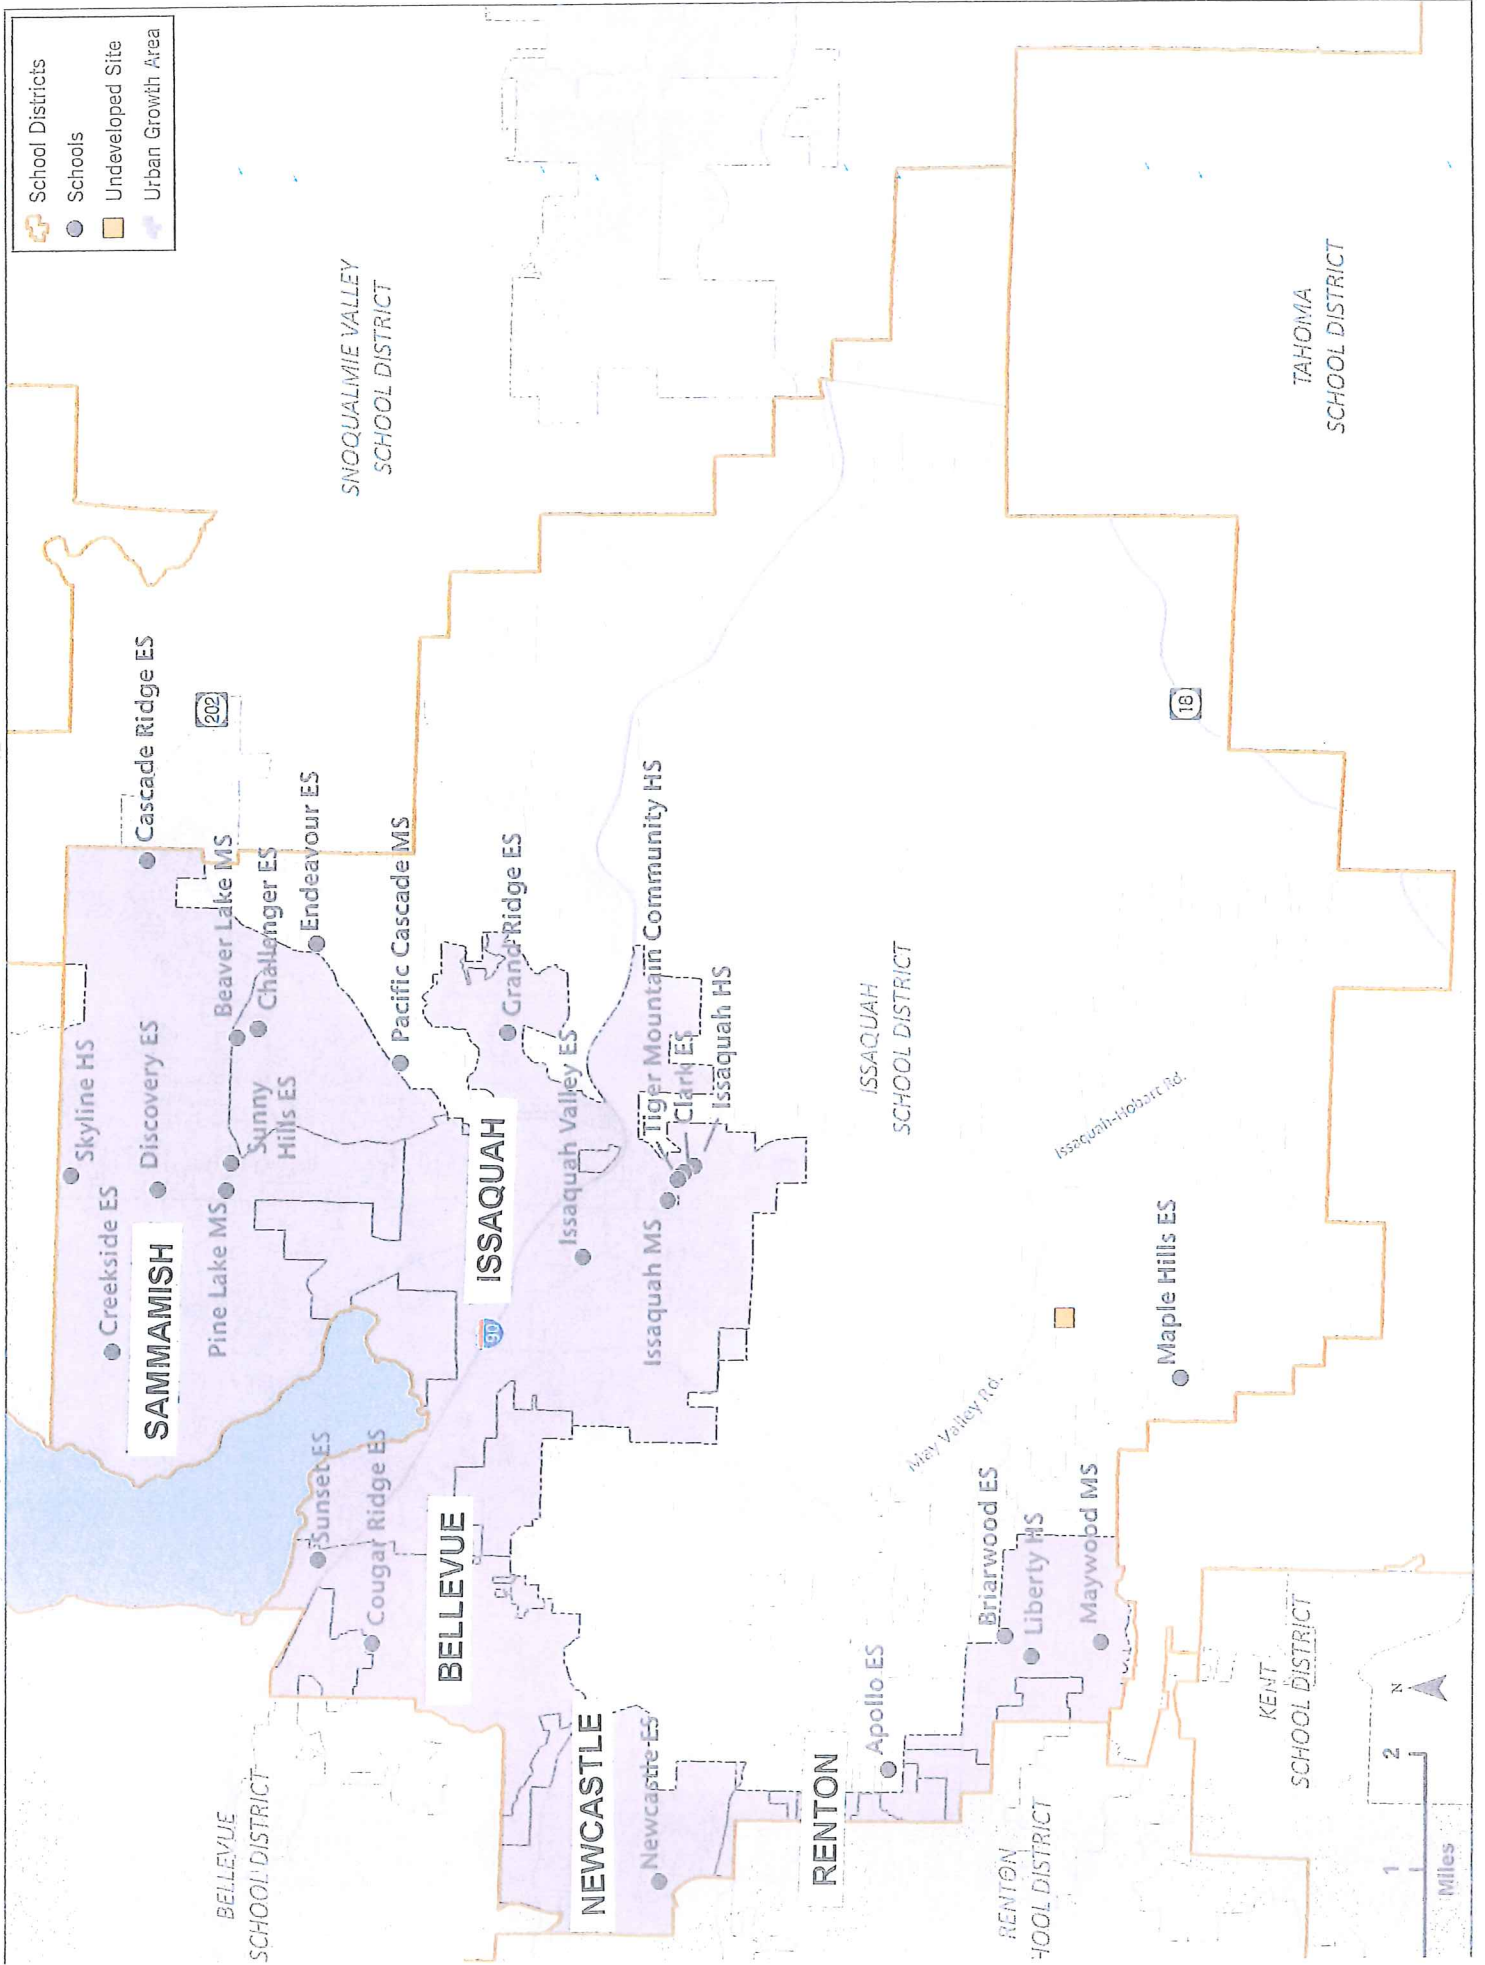 School Districts
Schools
Undeveloped Site
Urban Growth Area
SNOQUALMIE VALLEY
SCHOOL DISTRICT
Cascade Ridge ES
202
Skyline HS
Creekside ES
Discovery ES
SAMMAMISH
Beaver Lake MS
Challenger ES
Pine Lake MS
Sunny
Hills ES
Endeavour ES
Pacific Cascade MS
Sunset ES
Cougar Ridge ES
BELLEVUE
SCHOOL DISTRICT
BELLEVUE
ISSAQUAH
90
Grand Ridge ES
Issaquah Valley ES
NEWCASTLE
Newcastle ES
Tiger Mountain Community HS
Clark ES
Issaquah HS
Issaquah MS
RENTON
Apollo ES
ISSAQUAH
SCHOOL DISTRICT
May Valley Rd.
Issaquah-Hobart Rd.
Briarwood ES
Liberty HS
Maywood MS
Maple Hills ES
18
RENTON
HOOL DISTRICT
TAHOMA
SCHOOL DISTRICT
KENT
SCHOOL DISTRICT
N
1
2
Miles